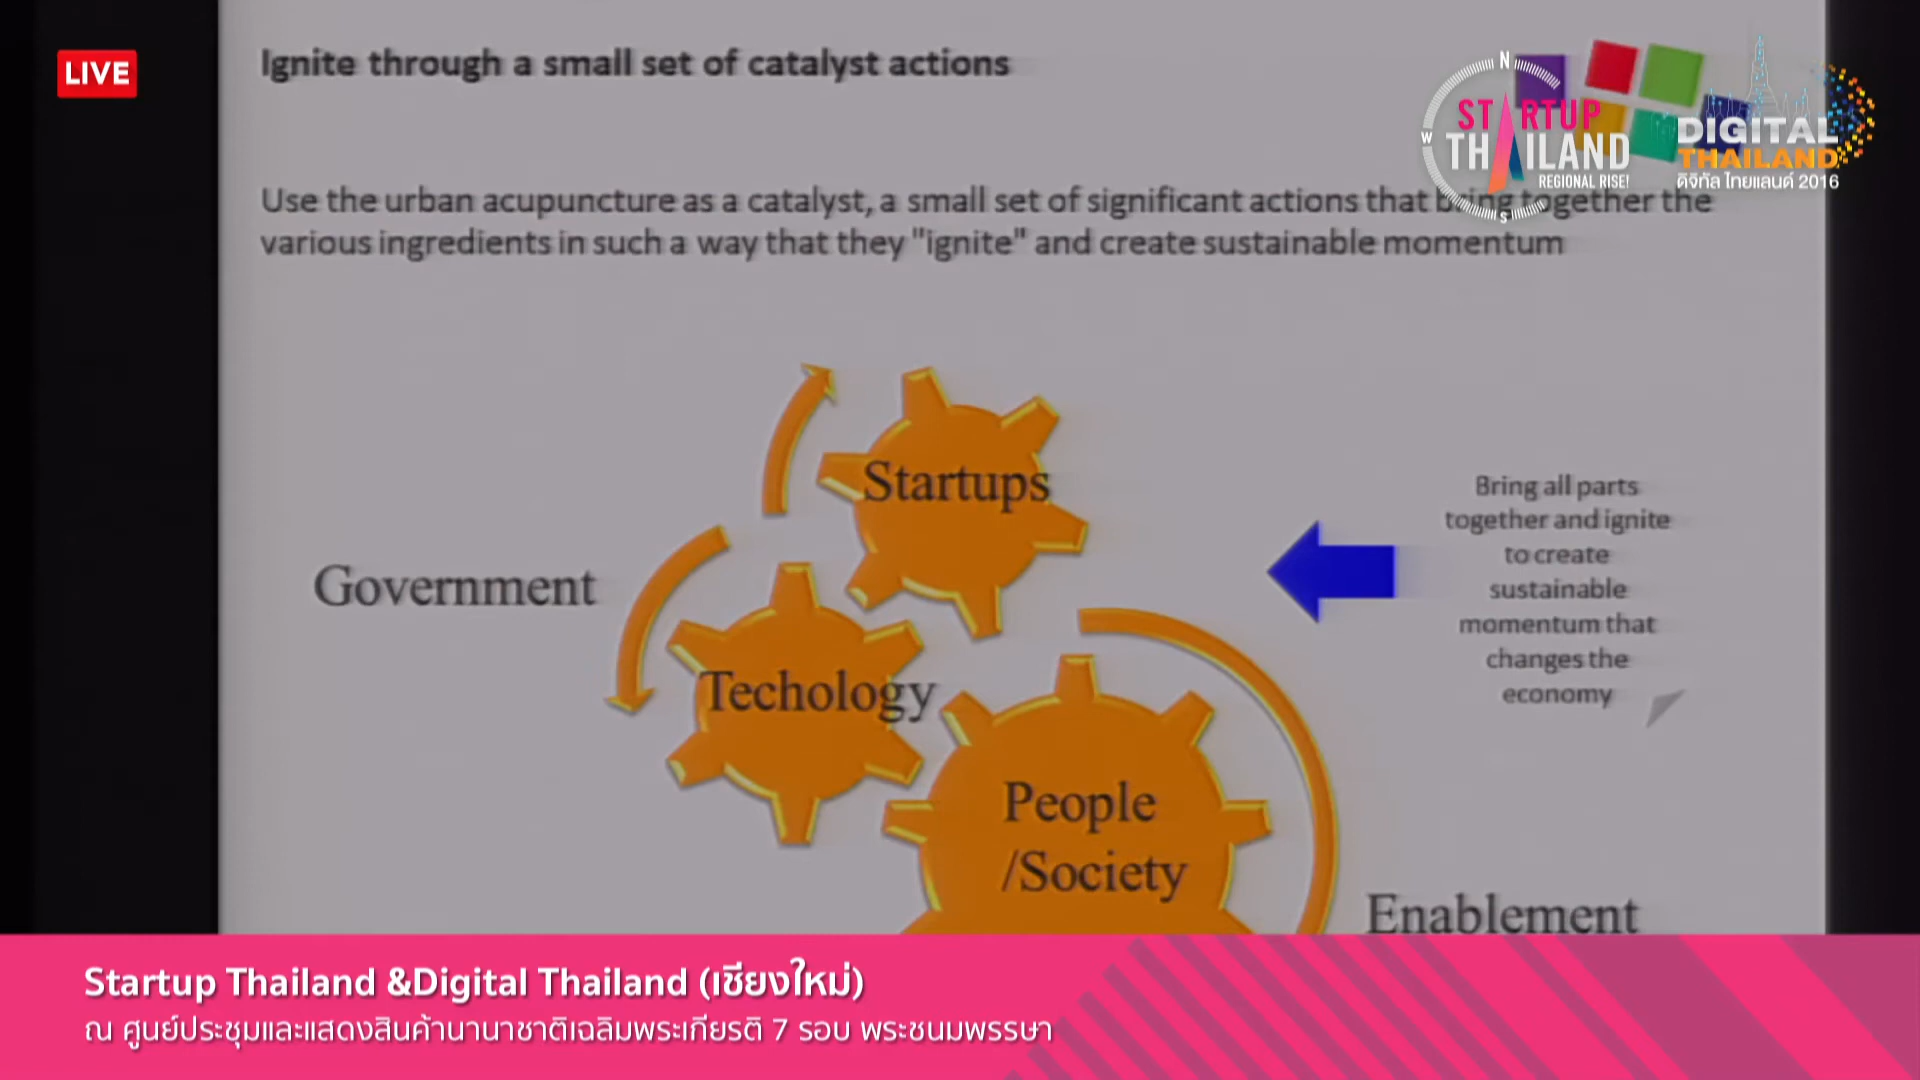 LIVE
Ignite through a small set of catalyst actions
N
STARTUP
W
THAILAND
REGIONAL RISE!
S
DIGITAL
THAILAND
ดิจิทัล ไทยแลนด์ 2016
Use the urban acupuncture as a catalyst, a small set of significant actions that bring together the
various ingredients in such a way that they "ignite" and create sustainable momentum
Startups
Bring all parts
together and ignite
to create
sustainable
momentum that
changes the
economy
Government
Techology
People
/Society
Enablement
Startup Thailand &Digital Thailand (เชียงใหม่)
ณ ศูนย์ประชุมและแสดงสินค้านานาชาติเฉลิมพระเกียรติ 7 รอบ พระชนมพรรษา